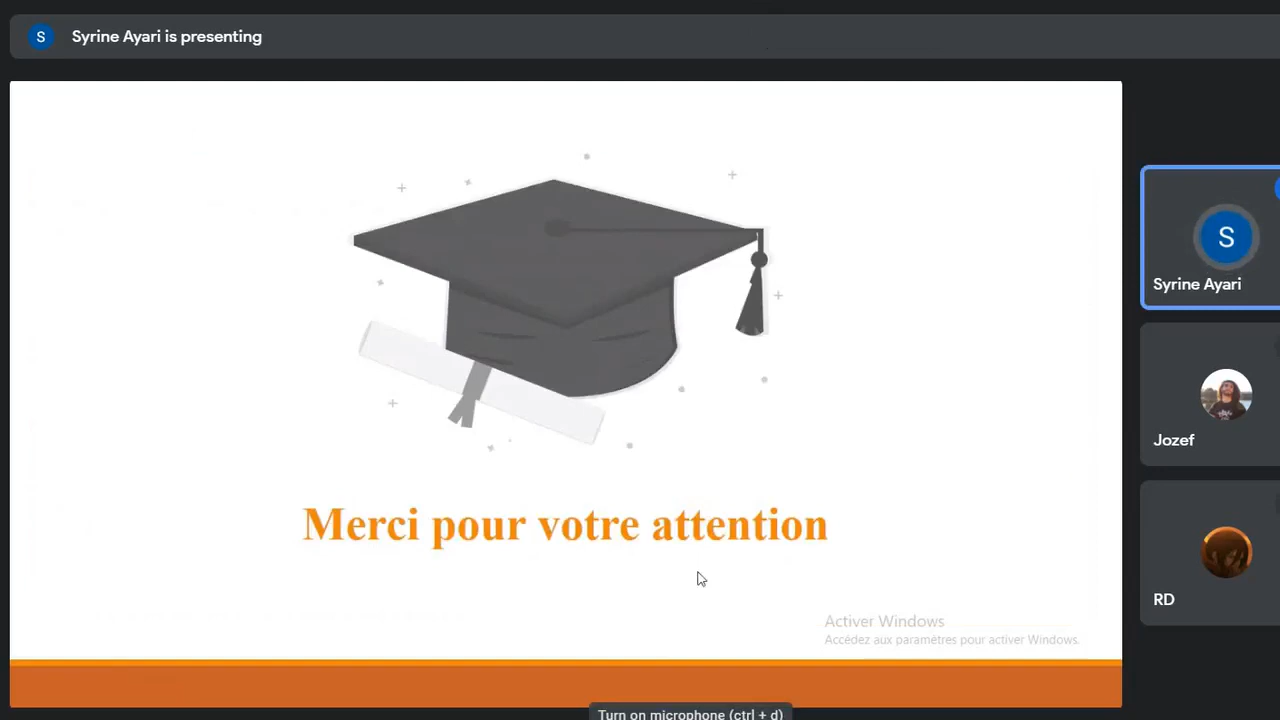 S
Syrine Ayari is presenting
S
Syrine Ayari
Jozef
RD
Merci pour votre attention
Activer Windows
Accédez aux paramètres pour activer Windows.
Turn on microphone (ctrl + d)